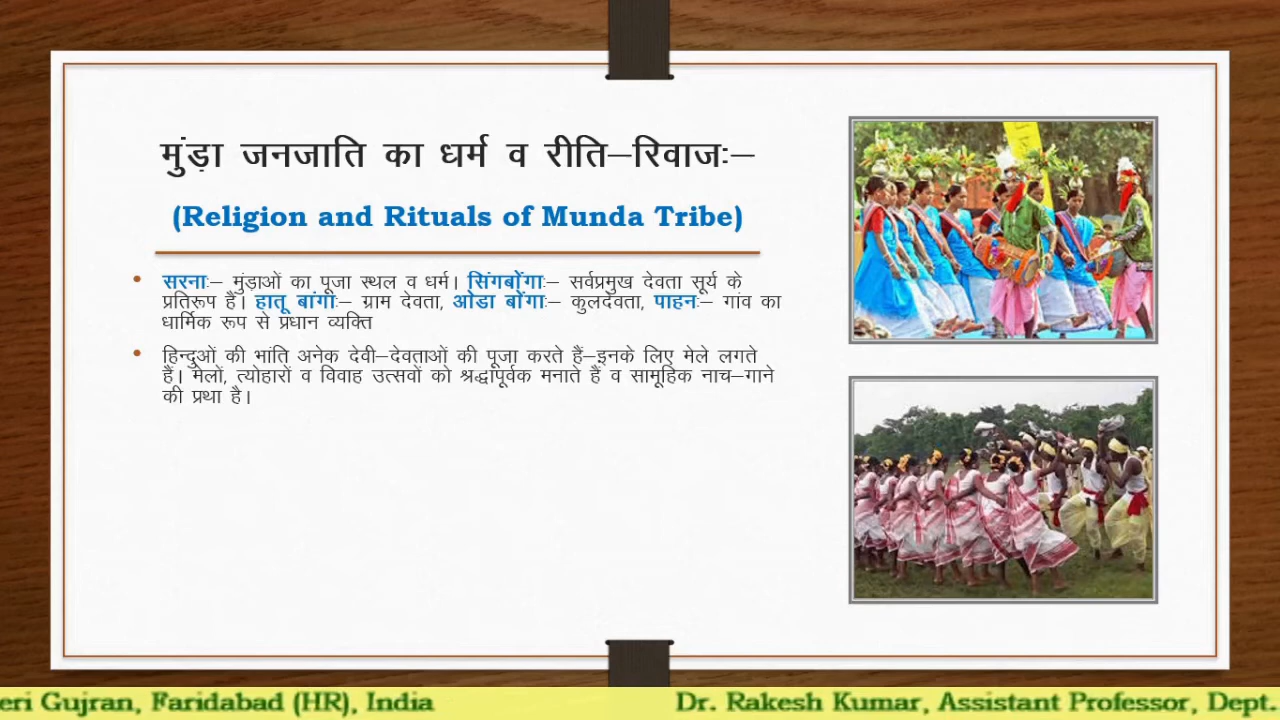 मुंड़ा जनजाति का धर्म व रीति–रिवाजः–
(Religion and Rituals of Munda Tribe)
• सरनाः– मुंड़ाओं का पूजा स्थल व धर्म। सिंगबोंगाः– सर्वप्रमुख देवता सूर्य के
प्रतिरूप हैं। हातू बांगाः– ग्राम देवता, ओडा बोंगाः– कुलदेवता, पाहनः– गांव का
धार्मिक रूप से प्रधान व्यक्ति
• हिन्दुओं की भांति अनेक देवी–देवताओं की पूजा करते हैं–इनके लिए मेले लगते
हैं। मेलों, त्योहारों व विवाह उत्सवों को श्रद्धापूर्वक मनाते हैं व सामूहिक नाच–गाने
की प्रथा है।
eri Gujran, Faridabad (HR), India Dr. Rakesh Kumar, Assistant Professor, Dept.